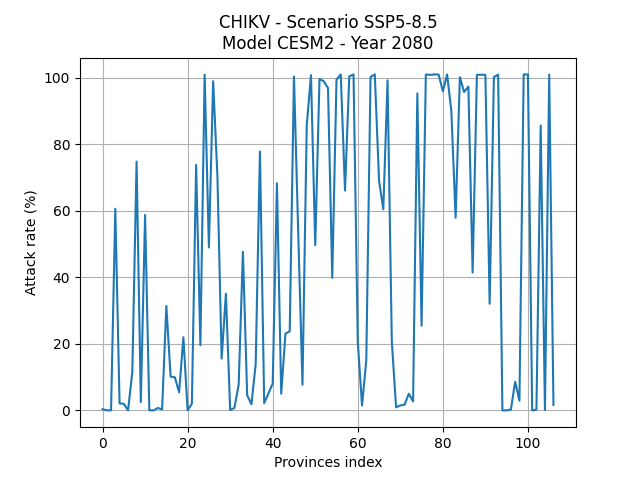 CHIKV - Scenario SSP5-8.5
Model CESM2 - Year 2080
100
80
60
40
20
0
Attack rate (%)
0 20 40 60 80 100
Provinces index